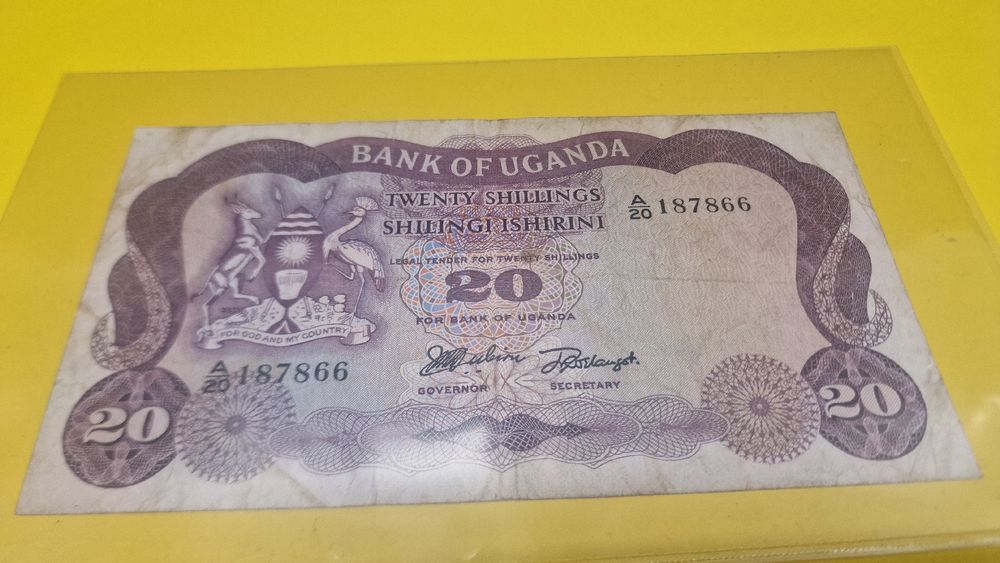 BANK OF UGANDA
TWENTY SHILLINGS
SHILINGI ISHIRINI
A/20 187866
LEGAL TENDER FOR TWENTY SHILLINGS
20
FOR BANK OF UGANDA
FOR GOD AND MY COUNTRY
A/20 187866
GOVERNOR
SECRETARY
20
20